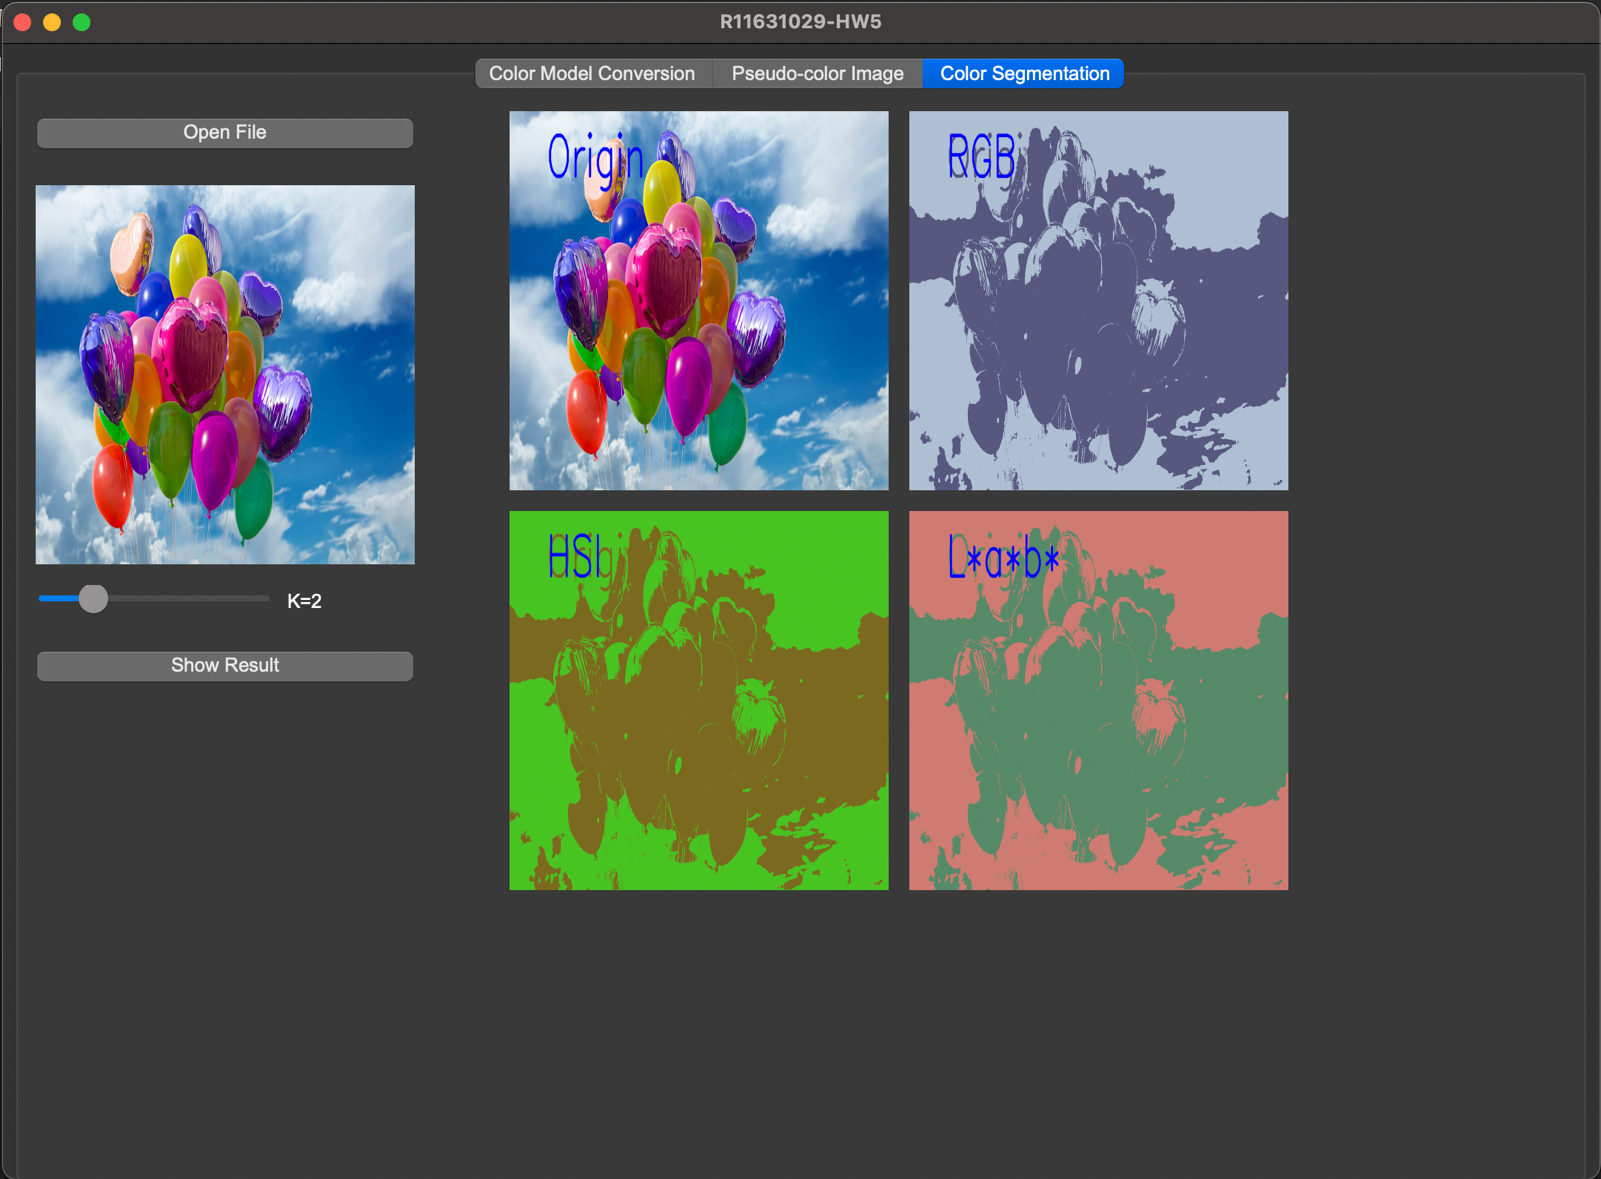 R11631029-HW5
Color Model Conversion
Pseudo-color Image
Color Segmentation
Open File
K=2
Show Result
Origin
RGB
HSI
L*a*b*